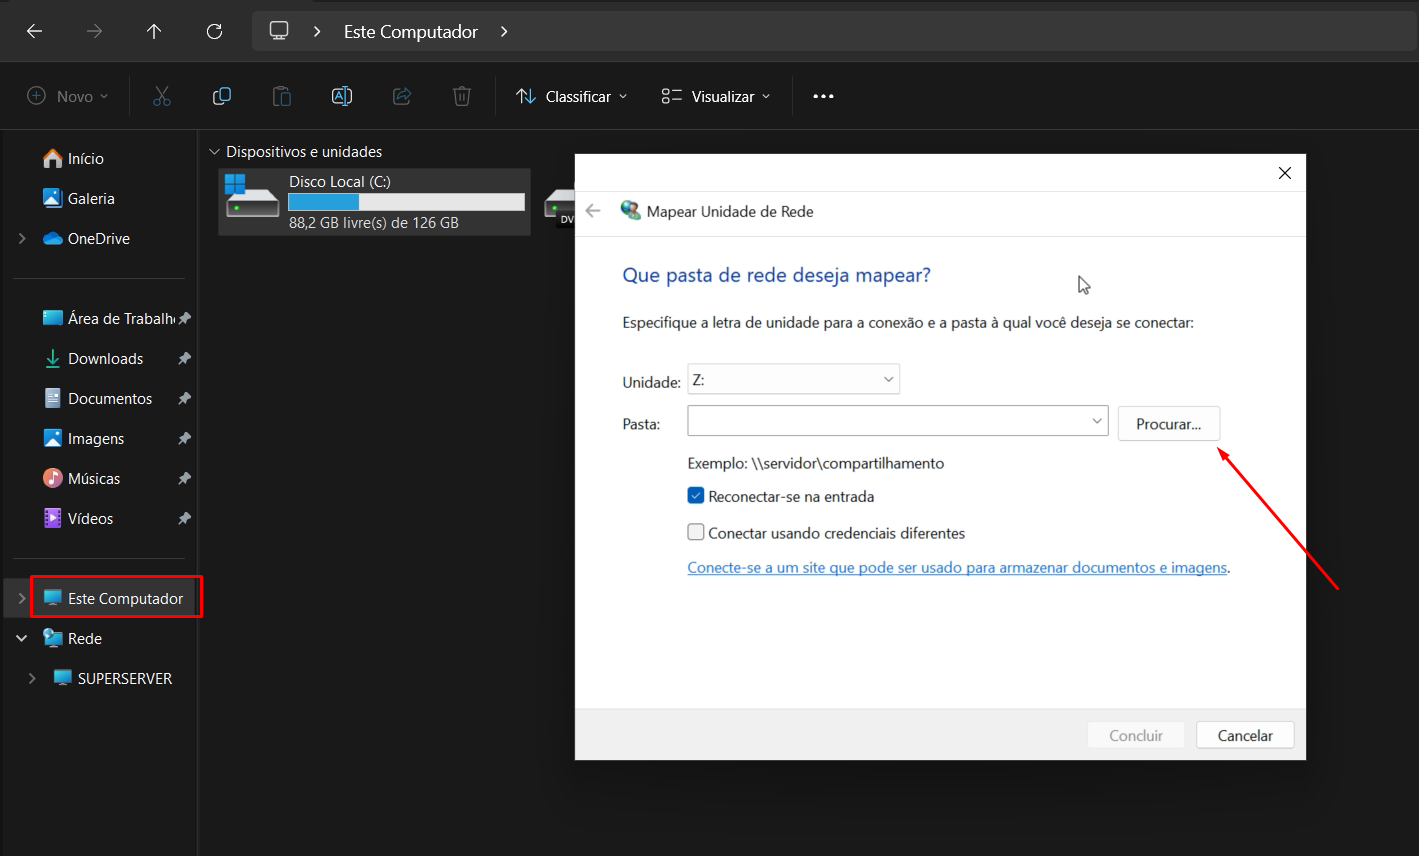 Este Computador
Novo
Classificar
Visualizar
Início
Galeria
OneDrive
Área de Trabalh
Downloads
Documentos
Imagens
Músicas
Vídeos
Este Computador
Rede
SUPERSERVER
Dispositivos e unidades
Disco Local (C:)
88,2 GB livre(s) de 126 GB
DV
Mapear Unidade de Rede
Que pasta de rede deseja mapear?
Especifique a letra de unidade para a conexão e a pasta à qual você deseja se conectar:
Unidade: Z:
Pasta: Procurar...
Exemplo: \\servidor\compartilhamento
Reconectar-se na entrada
Conectar usando credenciais diferentes
Conecte-se a um site que pode ser usado para armazenar documentos e imagens.
Concluir Cancelar